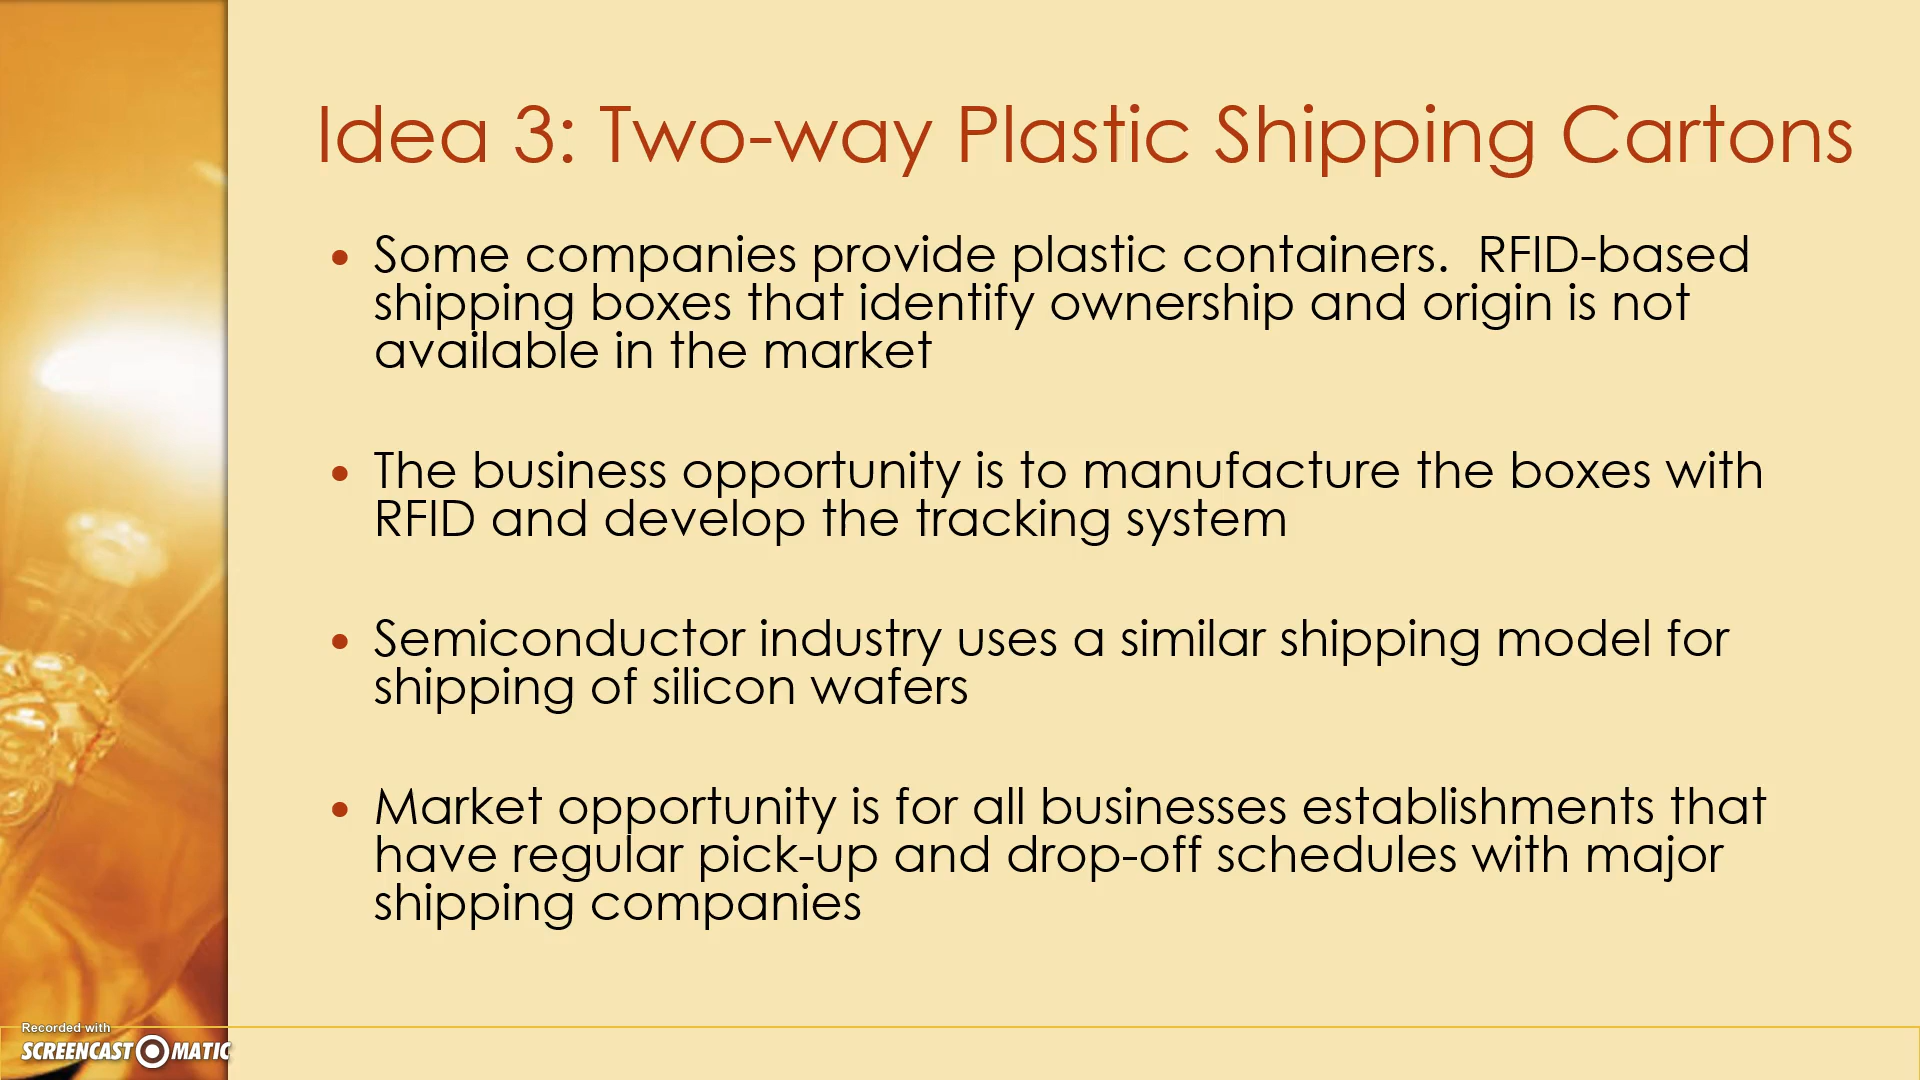 Idea 3: Two-way Plastic Shipping Cartons
• Some companies provide plastic containers.  RFID-based
shipping boxes that identify ownership and origin is not
available in the market
• The business opportunity is to manufacture the boxes with
RFID and develop the tracking system
• Semiconductor industry uses a similar shipping model for
shipping of silicon wafers
• Market opportunity is for all businesses establishments that
have regular pick-up and drop-off schedules with major
shipping companies
Recorded with
SCREENCAST MATIC